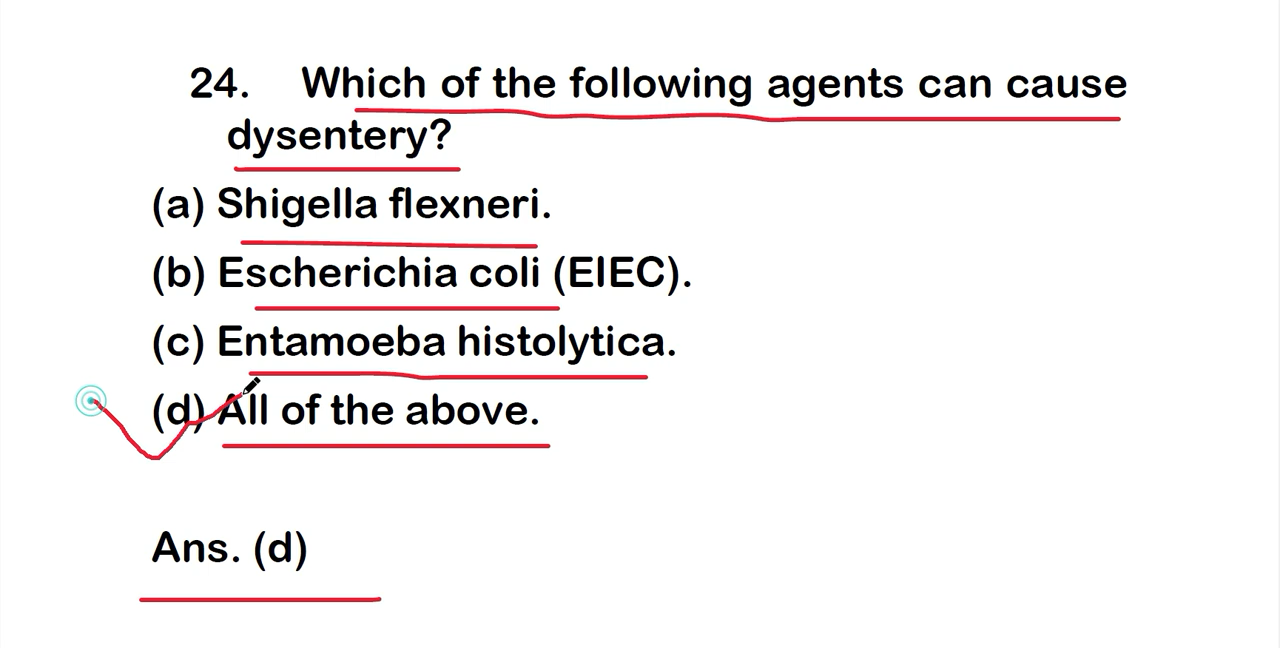 24. Which of the following agents can cause
dysentery?
(a) Shigella flexneri.
(b) Escherichia coli (EIEC).
(c) Entamoeba histolytica.
(d) All of the above.
Ans. (d)